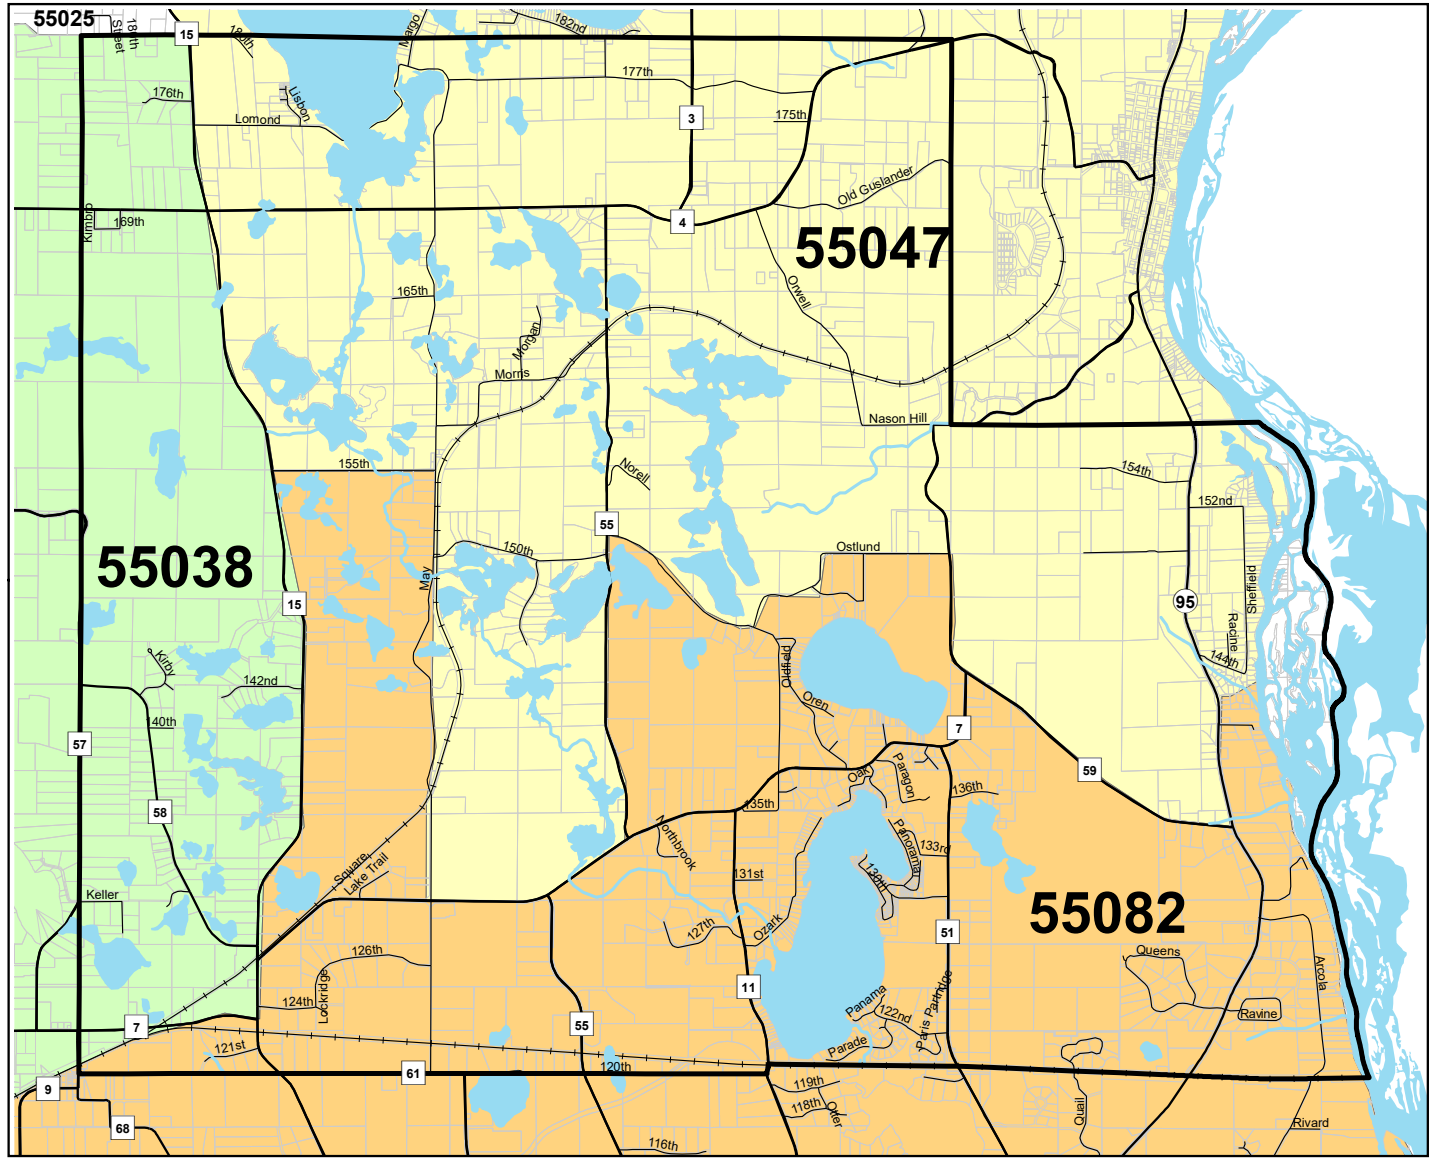 55025
180th
Street
15
180th
Margo
182nd
177th
176th
Lisbon
Lomond
3
175th
Old Guslander
Kimbro
169th
4
55047
165th
Orwell
Morgan
Morris
Nason Hill
155th
Norell
154th
152nd
55
150th
Ostlund
55038
May
15
Sheffield
95
Racine
144th
Kirby
142nd
Oldfield
Oren
140th
57
7
59
Oak
Paragon
136th
58
135th
Northbrook
Panorama
133rd
Square
Lake Trail
131st
130th
Keller
55082
127th
Ozark
51
126th
Queens
Arcola
Lockridge
124th
11
Panama
Partridge
122nd
Paris
Ravine
7
55
121st
Parade
61
120th
9
119th
118th
Otter
Quail
68
116th
Rivard